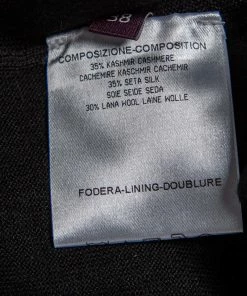 38
COMPOSIZIONE-COMPOSITION
35% KASHMIR CASHMERE
CACHEMIRE KASCHMIR CACHEMIR
35% SETA SILK
SOIE SEIDE SEDA
30% LANA WOOL LAINE WOLLE
FODERA-LINING-DOUBLURE